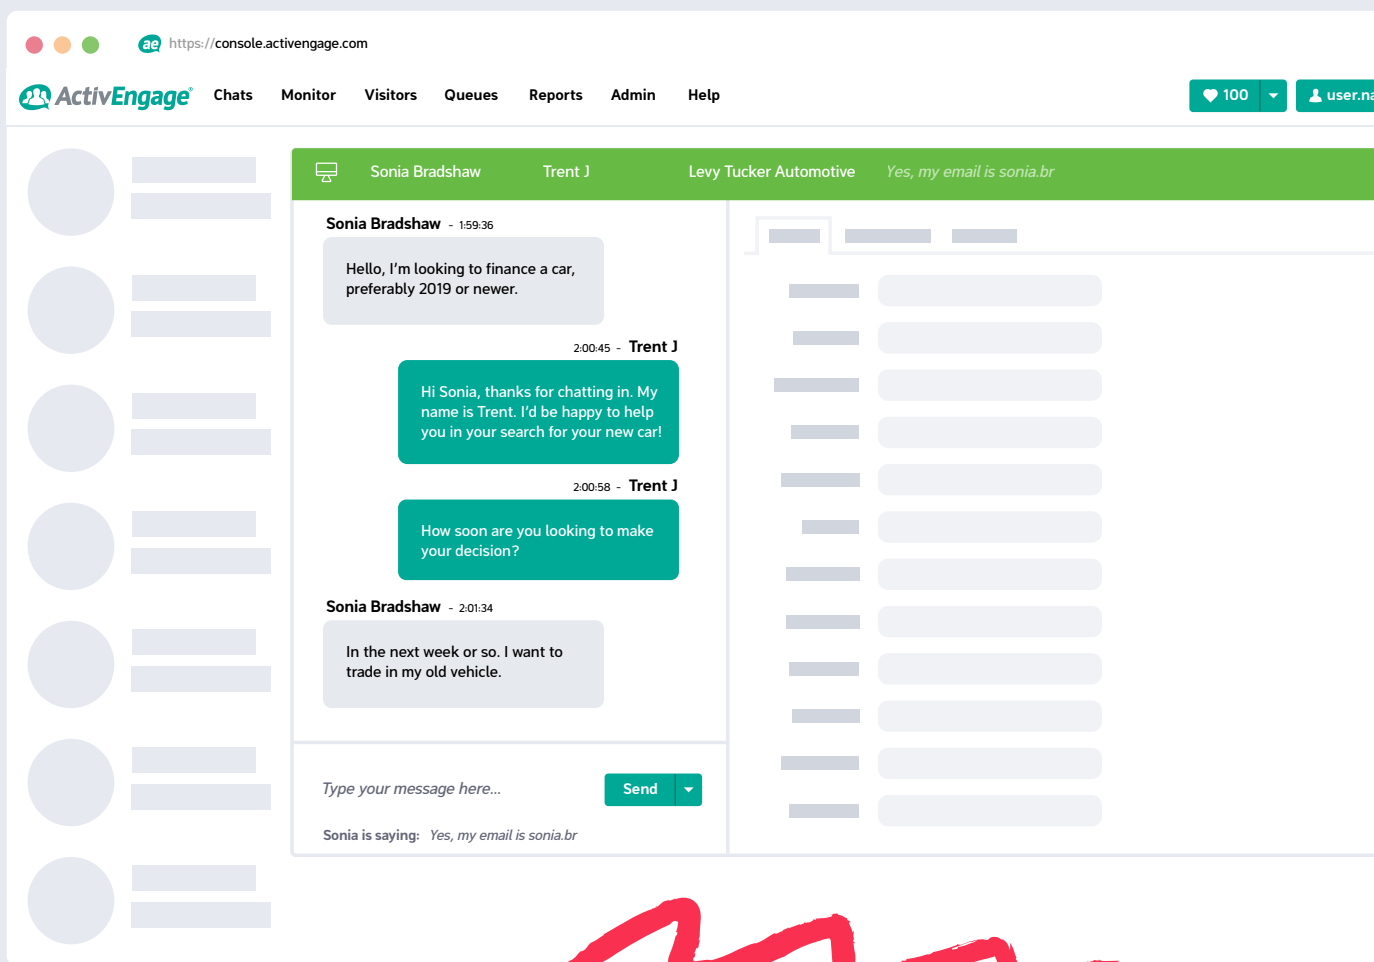 ae https://console.activengage.com
ActivEngage® Chats Monitor Visitors Queues Reports Admin Help 100 user.na
Sonia Bradshaw Trent J Levy Tucker Automotive Yes, my email is sonia.br
Sonia Bradshaw - 1:59:36
Hello, I'm looking to finance a car,
preferably 2019 or newer.
2:00:45 - Trent J
Hi Sonia, thanks for chatting in. My
name is Trent. I'd be happy to help
you in your search for your new car!
2:00:58 - Trent J
How soon are you looking to make
your decision?
Sonia Bradshaw - 2:01:34
In the next week or so. I want to
trade in my old vehicle.
Type your message here... Send
Sonia is saying: Yes, my email is sonia.br